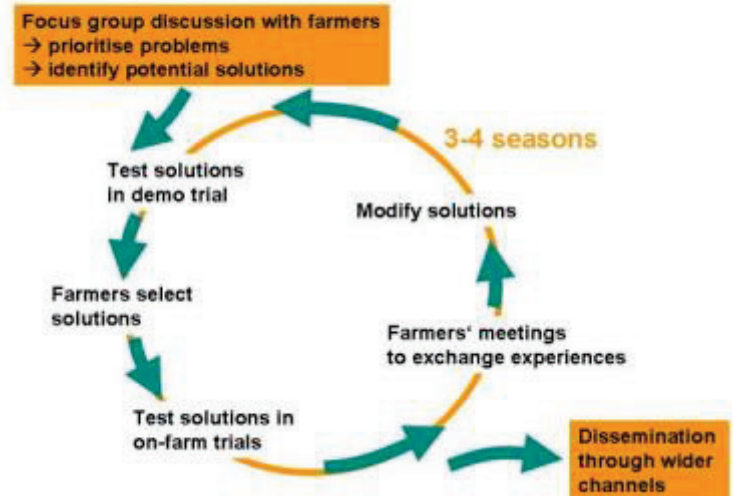 Focus group discussion with farmers
→ prioritise problems
→ identify potential solutions
3-4 seasons
Test solutions
in demo trial
Modify solutions
Farmers select
solutions
Farmers‘ meetings
to exchange experiences
Test solutions in
on-farm trials
Dissemination
through wider
channels